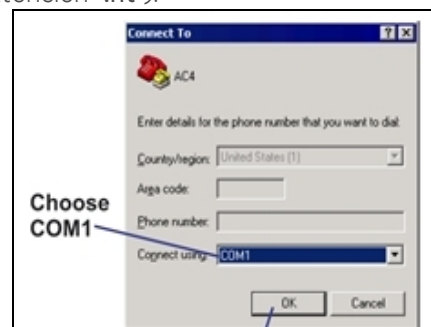 Connect To
AC4
Enter details for the phone number that you want to dial:
Country/region: United States (1)
Area code:
Choose
COM1
Phone number:
Connect using: COM1
OK Cancel